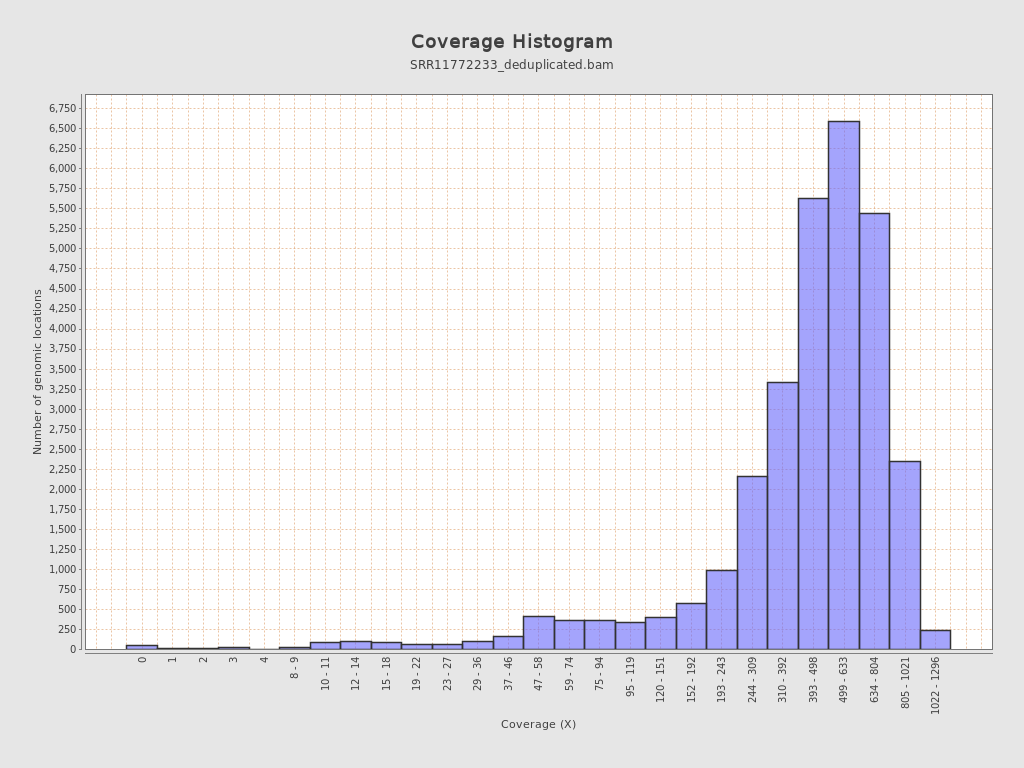 Coverage Histogram
SRR11772233_deduplicated.bam
6,750
6,500
6,250
6,000
5,750
5,500
5,250
5,000
4,750
4,500
4,250
4,000
3,750
3,500
3,250
3,000
2,750
2,500
2,250
2,000
1,750
1,500
1,250
1,000
750
500
250
0
Number of genomic locations
0
1
2
3
4
8 - 9
10 - 11
12 - 14
15 - 18
19 - 22
23 - 27
29 - 36
37 - 46
47 - 58
59 - 74
75 - 94
95 - 119
120 - 151
152 - 192
193 - 243
244 - 309
310 - 392
393 - 498
499 - 633
634 - 804
805 - 1021
1022 - 1296
Coverage (X)